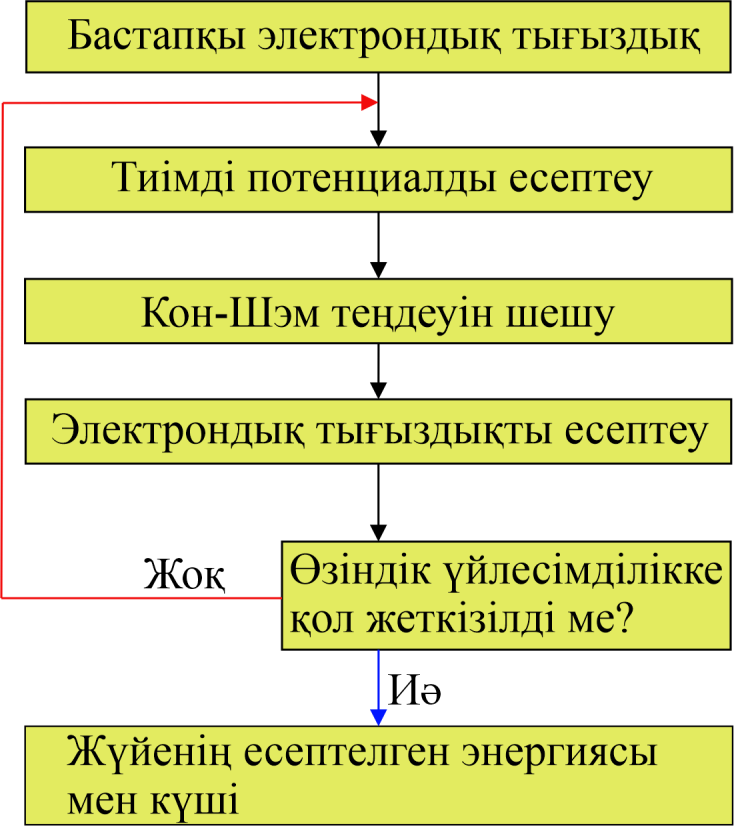 Бастапқы электрондық тығыздық
Тиімді потенциалды есептеу
Кон-Шэм теңдеуін шешу
Электрондық тығыздықты есептеу
Өзіндік үйлесімділікке
қол жеткізілді ме?
Жоқ
Иә
Жүйенің есептелген энергиясы
мен күші